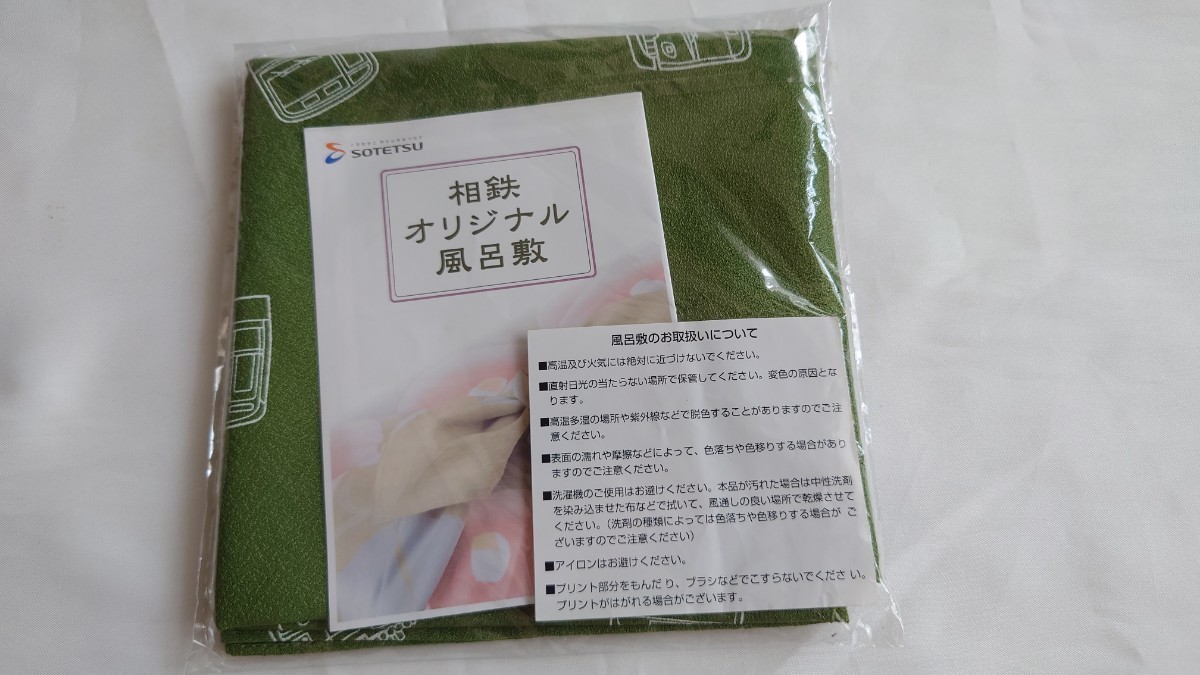 SOTETSU
相鉄
オリジナル
風呂敷
風呂敷のお取扱いについて
■高温及び火気には絶対に近づけないでください。
■直射日光の当たらない場所で保管してください。変色の原因とな
ります。
■高温多湿の場所や紫外線などで脱色することがありますのでご注
意ください。
■表面の濡れや摩擦などによって、色落ちや色移りする場合があり
ますのでご注意ください。
■洗濯機のご使用はお避けください。本品が汚れた場合は中性洗剤
を染み込ませた布などで拭いて、風通しの良い場所で乾燥させて
ください。(洗剤の種類によっては色落ちや色移りする場合が ご
ざいますのでご注意ください)
■アイロンはお避けください。
■プリント部分をもんだ り、ブラシなどでこすらないでくださ い。
プリントがはがれる場合がございます。